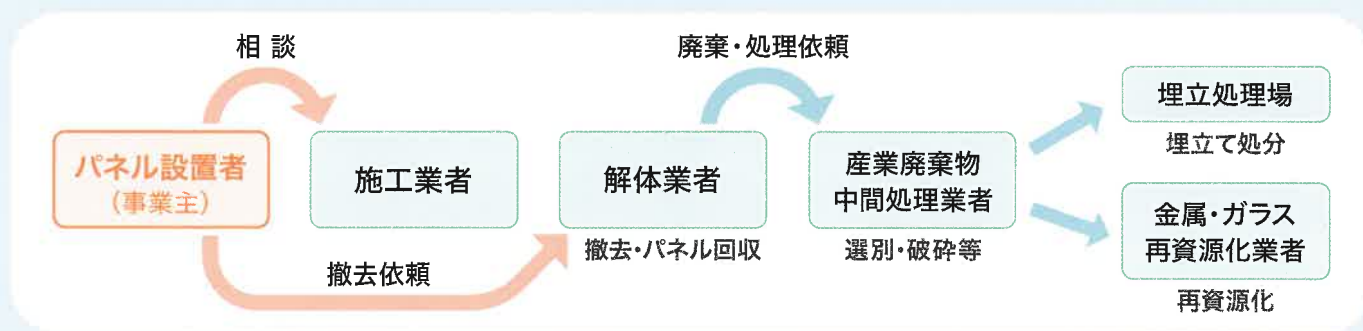 相談
廃棄・処理依頼
パネル設置者
(事業主)
施工業者
解体業者
撤去・パネル回収
産業廃棄物
中間処理業者
選別・破砕等
埋立処理場
埋立て処分
金属・ガラス
再資源化業者
再資源化
撤去依頼